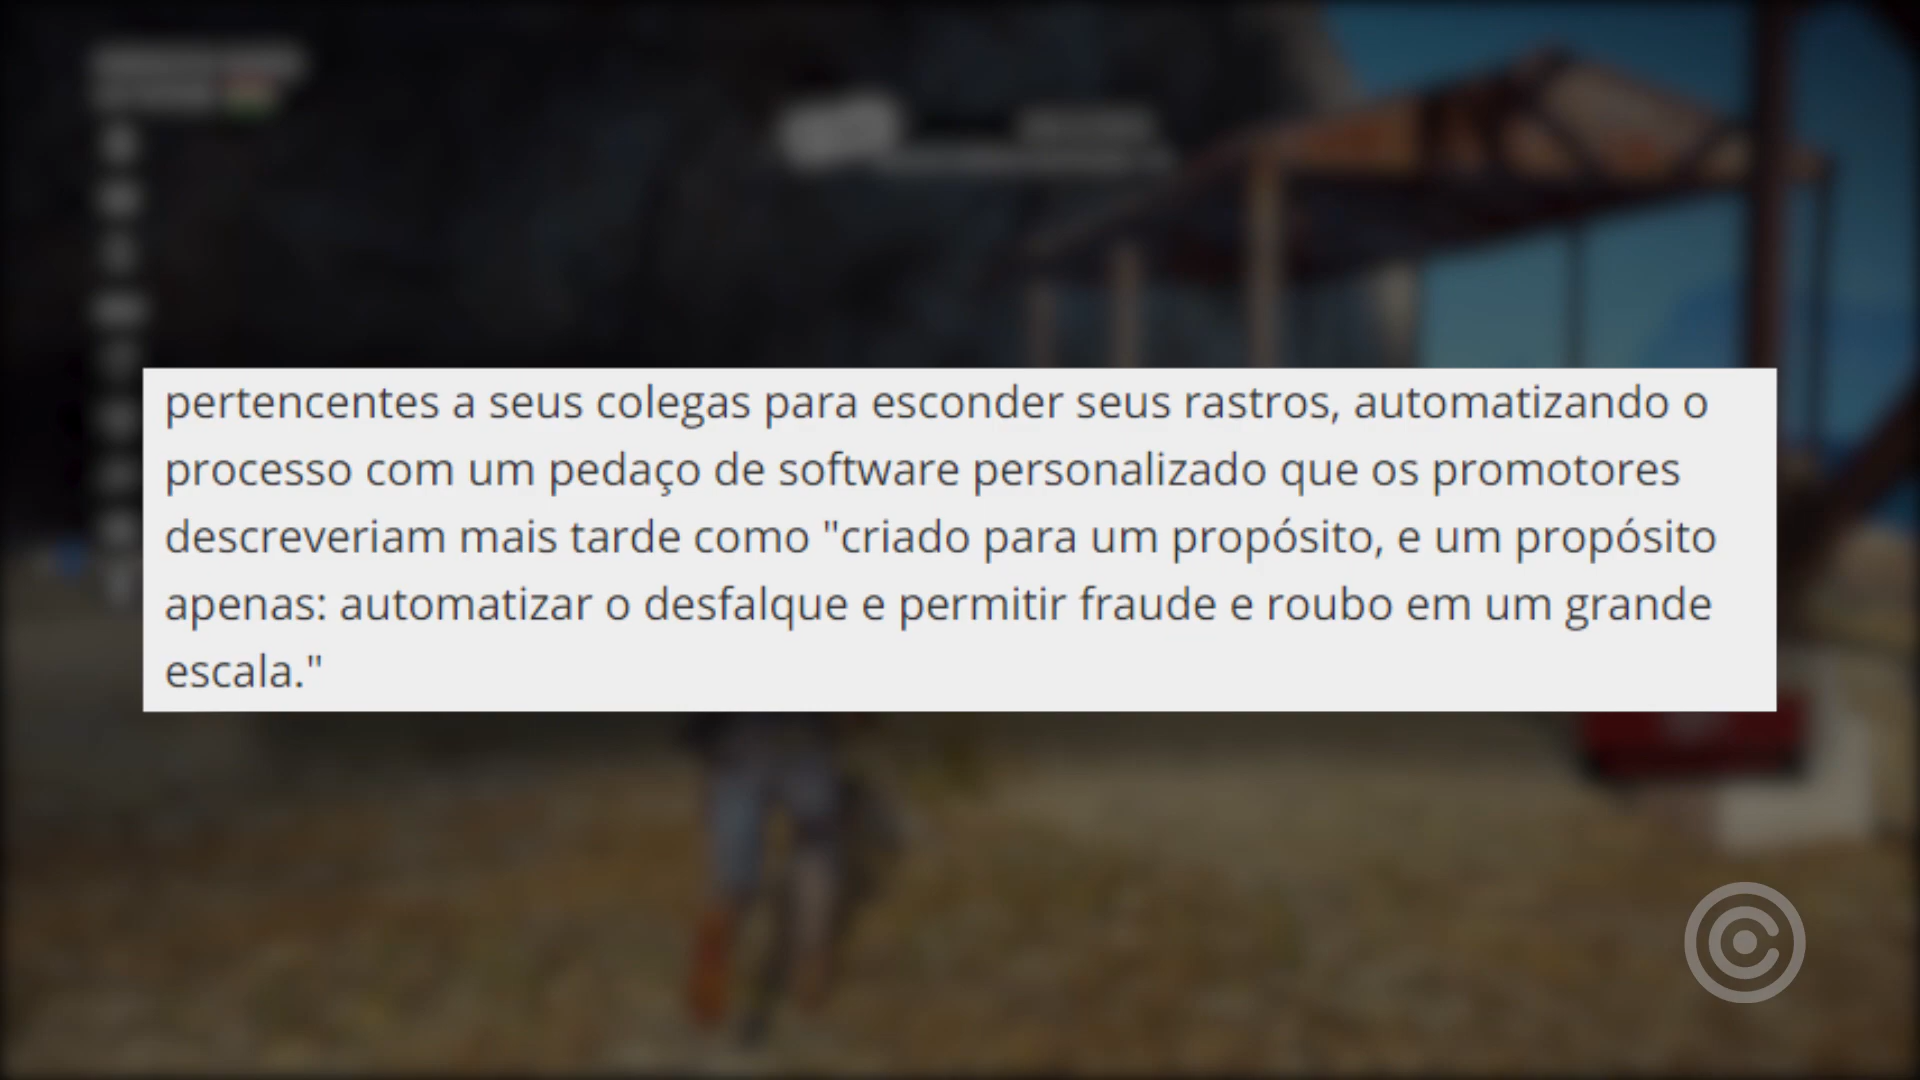 pertencentes a seus colegas para esconder seus rastros, automatizando o
processo com um pedaço de software personalizado que os promotores
descreveriam mais tarde como "criado para um propósito, e um propósito
apenas: automatizar o desfalque e permitir fraude e roubo em um grande
escala."